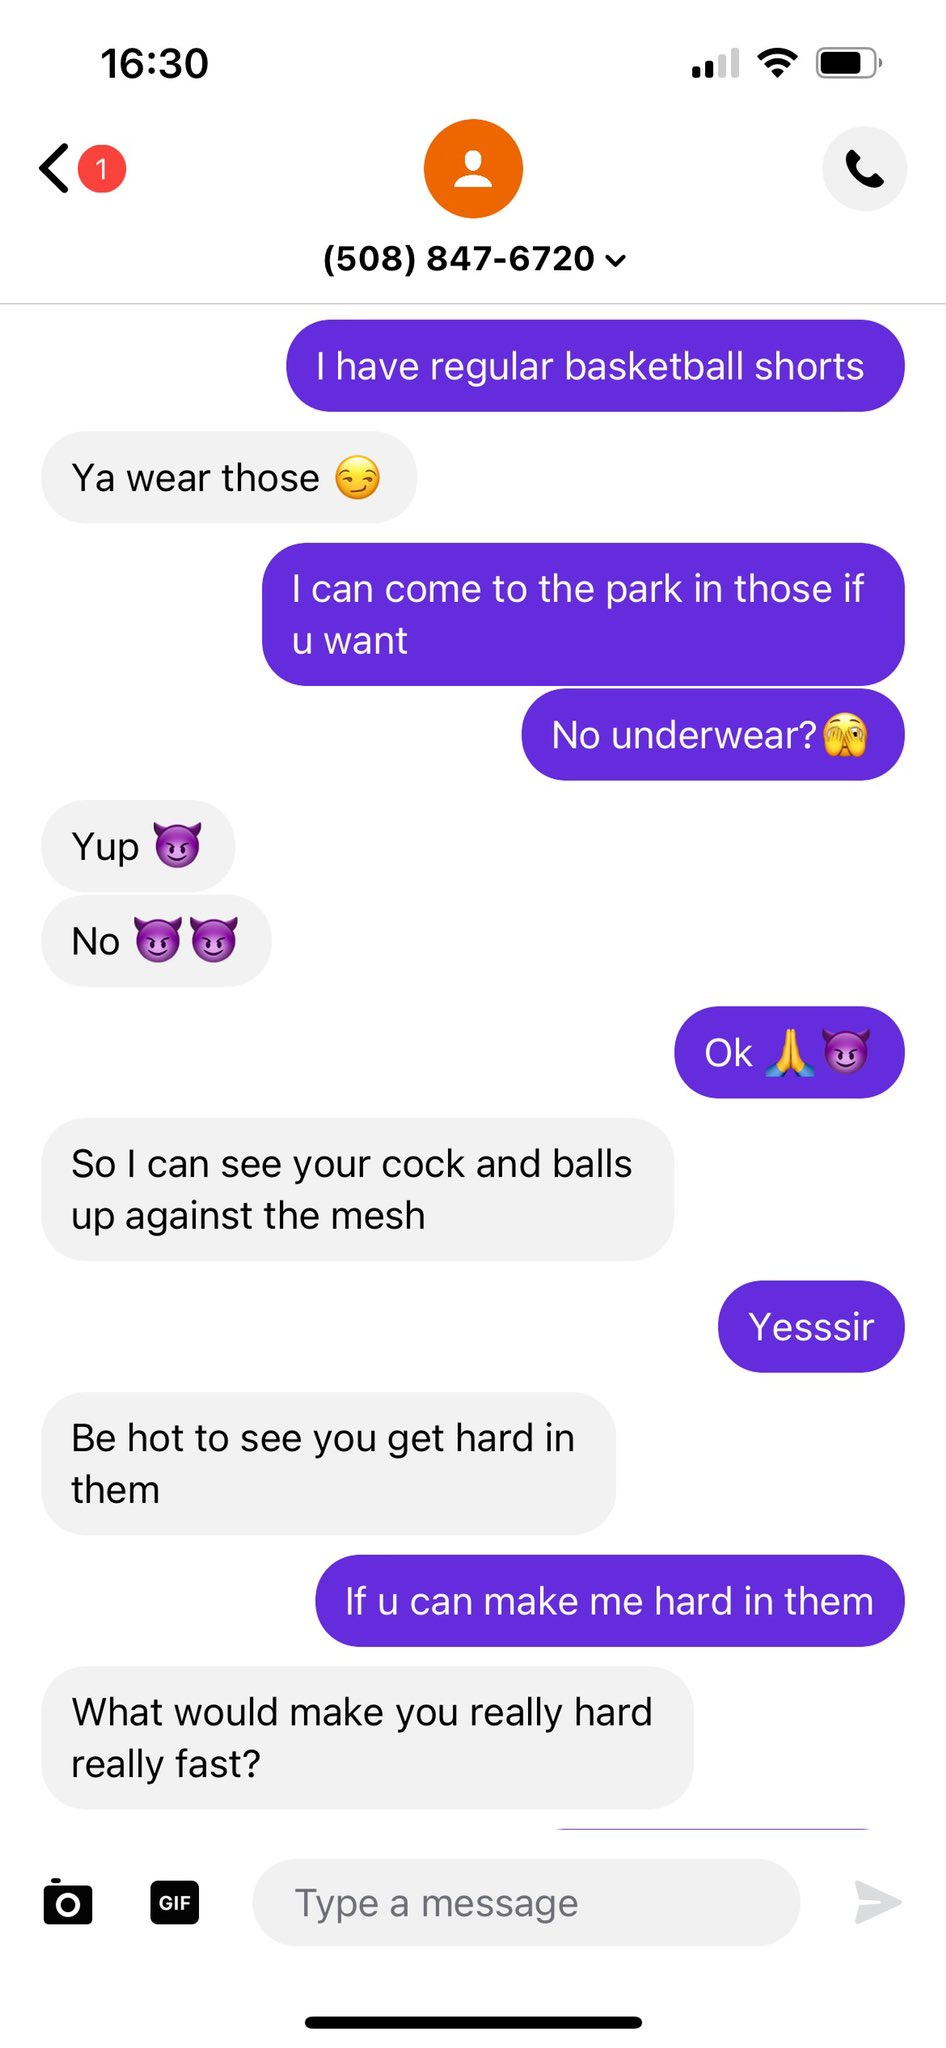 16:30
1
(508) 847-6720
I have regular basketball shorts
Ya wear those 😏
I can come to the park in those if
u want
No underwear?🫣
Yup 😈
No 😈😈
Ok 🙏😈
So I can see your cock and balls
up against the mesh
Yesssir
Be hot to see you get hard in
them
If u can make me hard in them
What would make you really hard
really fast?
GIF
Type a message